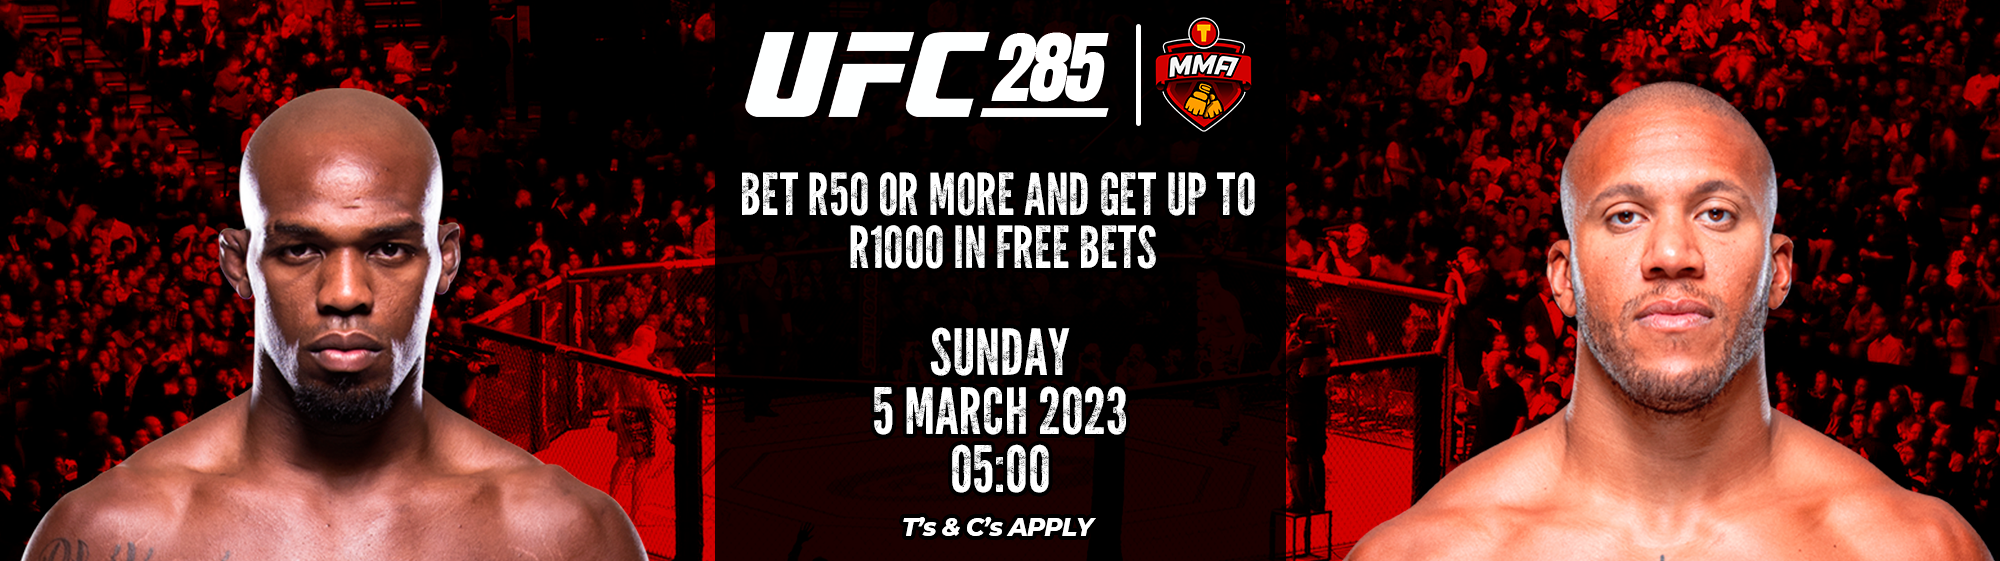 UFC 285
T
MMA
BET R50 OR MORE AND GET UP TO
R1000 IN FREE BETS
SUNDAY
5 MARCH 2023
05:00
T's & C's APPLY